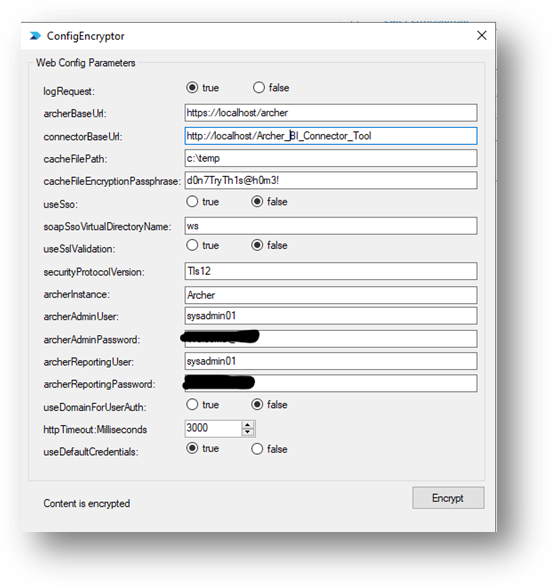 ConfigEncryptor
Web Config Parameters
logRequest: true false
archerBaseUrl: https://localhost/archer
connectorBaseUrl: http://localhost/Archer_BI_Connector_Tool
cacheFilePath: c:\temp
cacheFileEncryptionPassphrase: d0n7TryTh1s@h0m3!
useSso: true false
soapSsoVirtualDirectoryName: ws
useSslValidation: true false
securityProtocolVersion: Tls12
archerInstance: Archer
archerAdminUser: sysadmin01
archerAdminPassword:
archerReportingUser: sysadmin01
archerReportingPassword:
useDomainForUserAuth: true false
httpTimeout:Milliseconds 3000
useDefaultCredentials: true false
Content is encrypted Encrypt